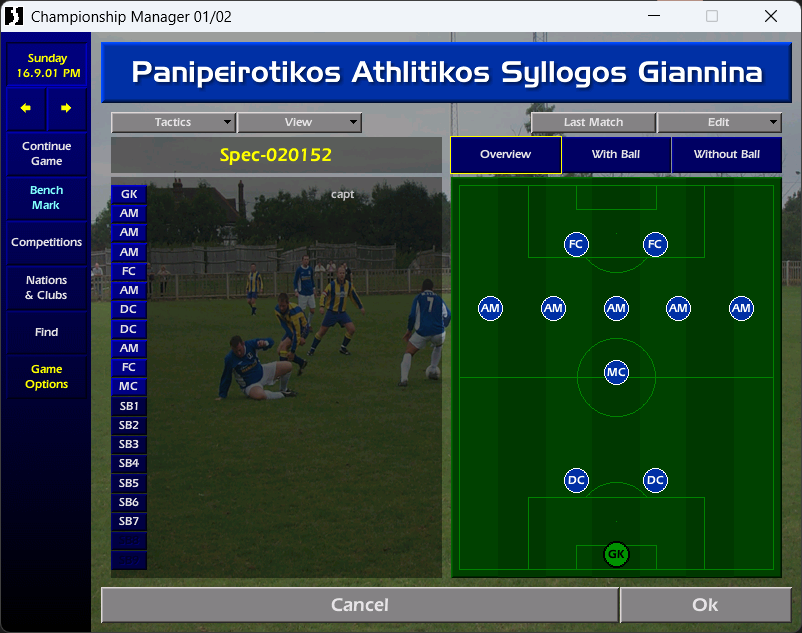 Championship Manager 01/02
Sunday
16.9.01 PM
Panipeirotikos Athlitikos Syllogos Giannina
Continue
Game
Bench
Mark
Competitions
Nations
& Clubs
Find
Game
Options
Tactics
View
Last Match
Edit
Spec-020152
Overview
With Ball
Without Ball
GK capt
AM
AM
AM
FC
AM
DC
DC
AM
FC
MC
SB1
SB2
SB3
SB4
SB5
SB6
SB7
FC FC
AM AM AM AM AM
MC
DC DC
GK
7
Cancel
Ok